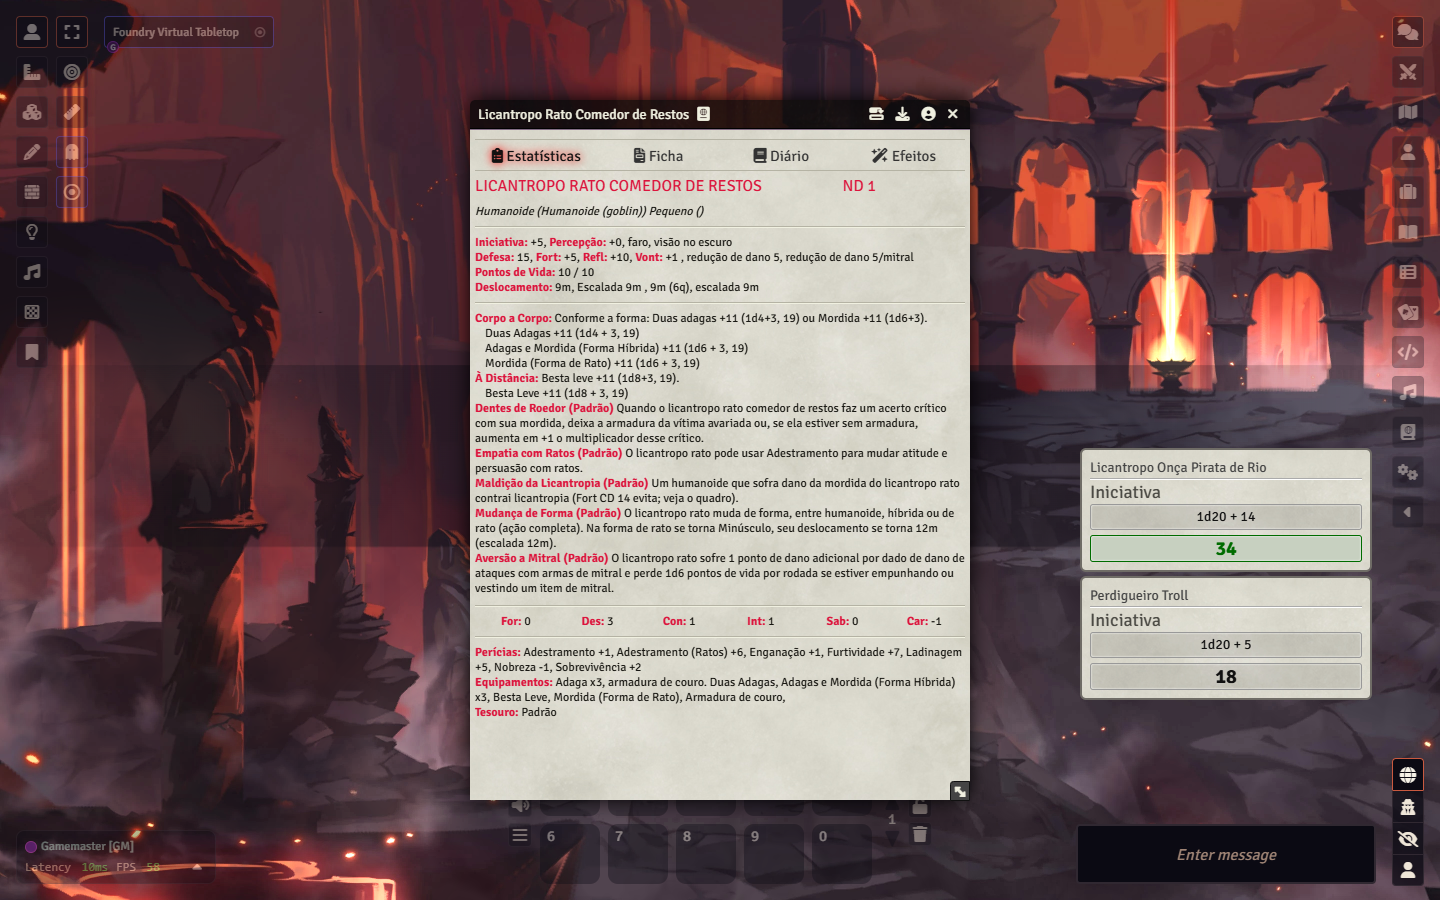 Foundry Virtual Tabletop
G
Licantropo Rato Comedor de Restos
Estatísticas
Ficha
Diário
Efeitos
LICANTROPO RATO COMEDOR DE RESTOS
ND 1
Humanoide (Humanoide (goblin)) Pequeno ()
Iniciativa: +5, Percepção: +0, faro, visão no escuro
Defesa: 15, Fort: +5, Refl: +10, Vont: +1 , redução de dano 5, redução de dano 5/mitral
Pontos de Vida: 10 / 10
Deslocamento: 9m, Escalada 9m , 9m (6q), escalada 9m
Corpo a Corpo: Conforme a forma: Duas adagas +11 (1d4+3, 19) ou Mordida +11 (1d6+3).
Duas Adagas +11 (1d4 + 3, 19)
Adagas e Mordida (Forma Híbrida) +11 (1d6 + 3, 19)
Mordida (Forma de Rato) +11 (1d6 + 3, 19)
À Distância: Besta leve +11 (1d8+3, 19).
Besta Leve +11 (1d8 + 3, 19)
Dentes de Roedor (Padrão) Quando o licantropo rato comedor de restos faz um acerto crítico
com sua mordida, deixa a armadura da vítima avariada ou, se ela estiver sem armadura,
aumenta em +1 o multiplicador desse crítico.
Empatia com Ratos (Padrão) O licantropo rato pode usar Adestramento para mudar atitude e
persuasão com ratos.
Maldição da Licantropia (Padrão) Um humanoide que sofra dano da mordida do licantropo rato
contrai licantropia (Fort CD 14 evita; veja o quadro).
Mudança de Forma (Padrão) O licantropo rato muda de forma, entre humanoide, híbrida ou de
rato (ação completa). Na forma de rato se torna Minúsculo, seu deslocamento se torna 12m
(escalada 12m).
Aversão a Mitral (Padrão) O licantropo rato sofre 1 ponto de dano adicional por dado de dano de
ataques com armas de mitral e perde 1d6 pontos de vida por rodada se estiver empunhando ou
vestindo um item de mitral.
For: 0
Des: 3
Con: 1
Int: 1
Sab: 0
Car: -1
Perícias: Adestramento +1, Adestramento (Ratos) +6, Enganação +1, Furtividade +7, Ladinagem
+5, Nobreza -1, Sobrevivência +2
Equipamentos: Adaga x3, armadura de couro. Duas Adagas, Adagas e Mordida (Forma Híbrida)
x3, Besta Leve, Mordida (Forma de Rato), Armadura de couro,
Tesouro: Padrão
Licantropo Onça Pirata de Rio
Iniciativa
1d20 + 14
34
Perdigueiro Troll
Iniciativa
1d20 + 5
18
1
6
7
8
9
0
Gamemaster [GM]
Latency 10ms FPS 58
Enter message